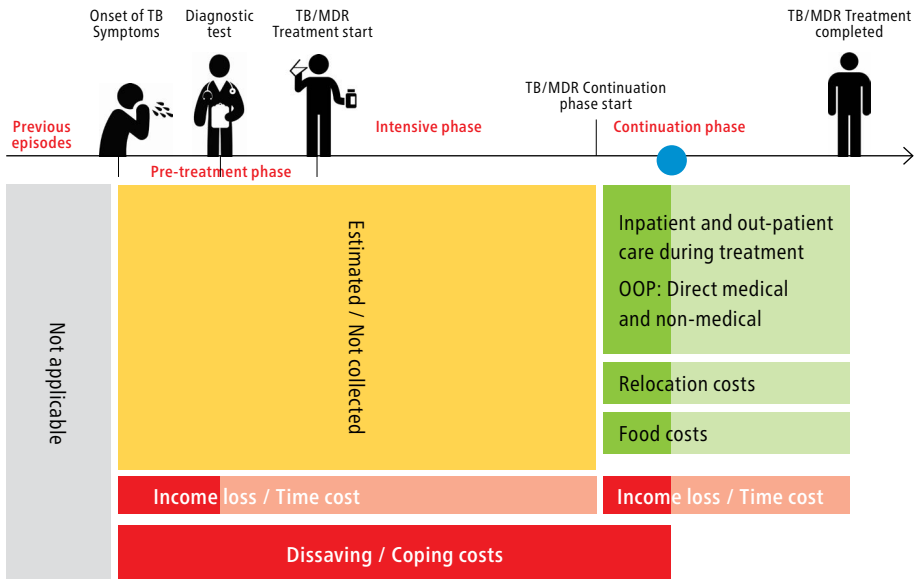 Onset of TB
Symptoms
Diagnostic
test
TB/MDR
Treatment start
TB/MDR Treatment
completed
TB/MDR Continuation
phase start
Previous
episodes
Intensive phase
Continuation phase
Pre-treatment phase
Not applicable
Estimated / Not collected
Inpatient and out-patient
care during treatment
OOP: Direct medical
and non-medical
Relocation costs
Food costs
Income loss / Time cost
Income loss / Time cost
Dissaving / Coping costs